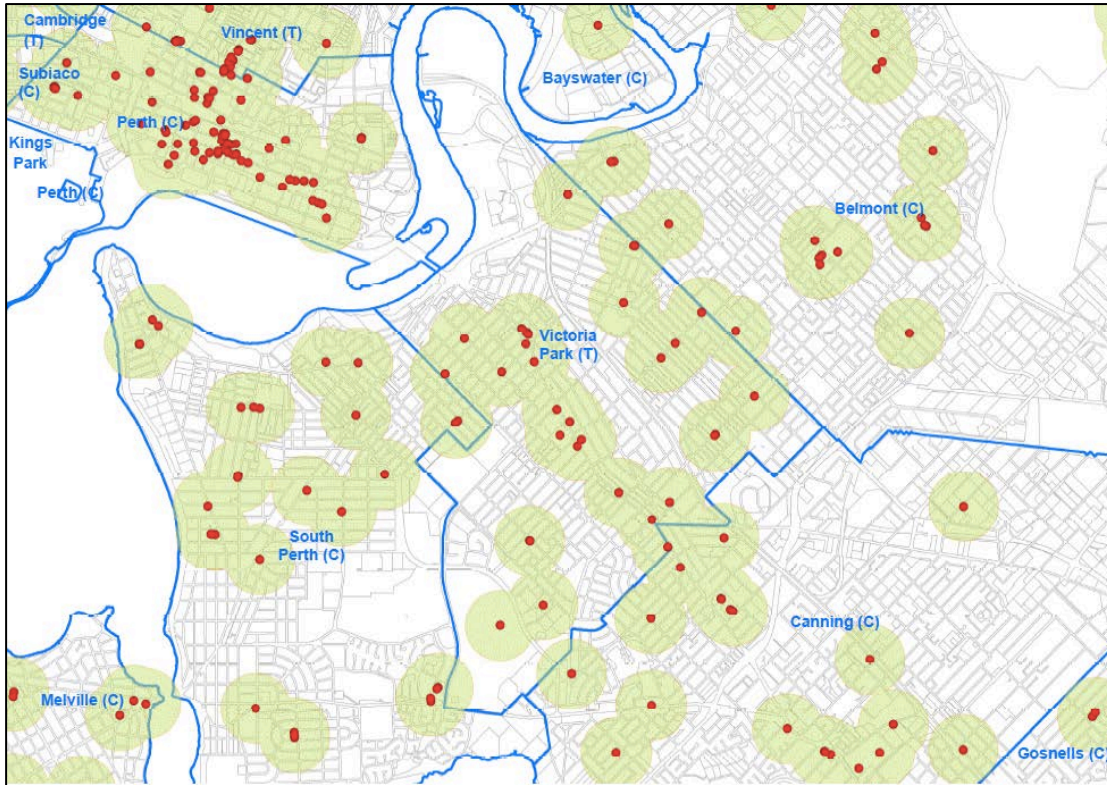 Cambridge
(T)
Vincent (T)
Subiaco
(C)
Bayswater (C)
Perth (C)
Kings
Park
Perth (C)
Belmont (C)
Victoria
Park (T)
South
Perth (C)
Canning (C)
Melville (C)
Gosnells (C)